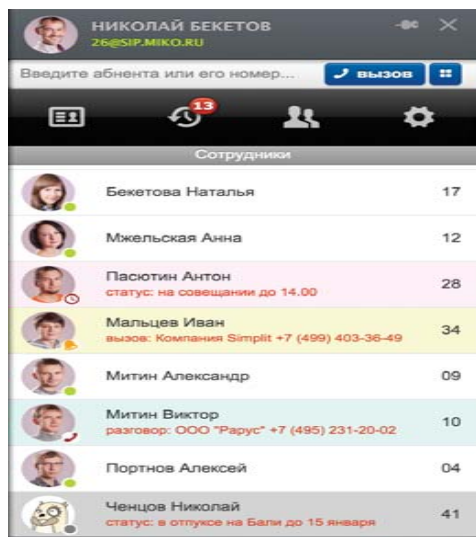 НИКОЛАЙ БЕКЕТОВ
26@SIP.MIKO.RU
Введите абнента или его номер...
вызов
13
Сотрудники
Бекетова Наталья 17
Мжельская Анна 12
Пасютин Антон 28
статус: на совещании до 14.00
Мальцев Иван 34
вызов: Компания Simplit +7 (499) 403-36-49
Митин Александр 09
Митин Виктор 10
разговор: ООО "Рарус" +7 (495) 231-20-02
Портнов Алексей 04
Ченцов Николай 41
статус: в отпуске на Бали до 15 января